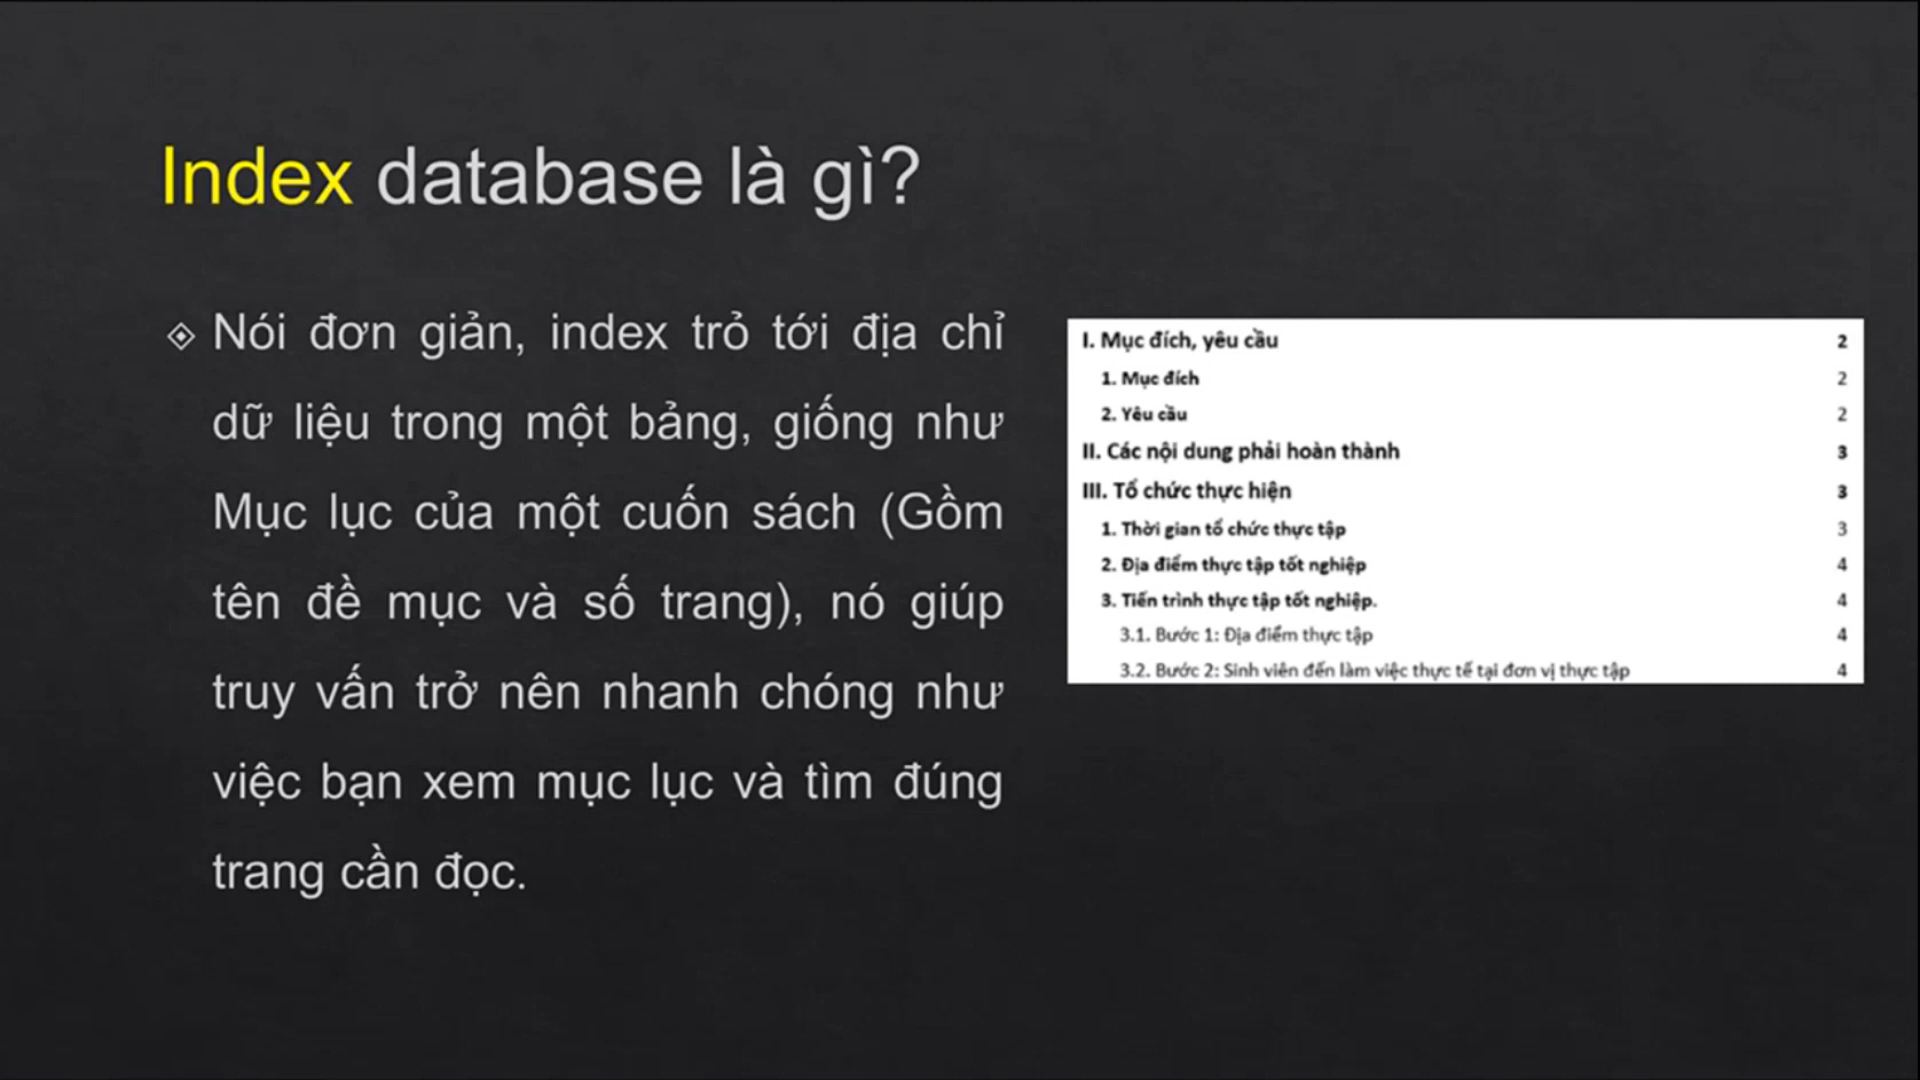 Index database là gì?
Nói đơn giản, index trỏ tới địa chỉ
dữ liệu trong một bảng, giống như
Mục lục của một cuốn sách (Gồm
tên đề mục và số trang), nó giúp
truy vấn trở nên nhanh chóng như
việc bạn xem mục lục và tìm đúng
trang cần đọc.
I. Mục đích, yêu cầu 2
1. Mục đích 2
2. Yêu cầu 2
II. Các nội dung phải hoàn thành 3
III. Tổ chức thực hiện 3
1. Thời gian tổ chức thực tập 3
2. Địa điểm thực tập tốt nghiệp 4
3. Tiến trình thực tập tốt nghiệp. 4
3.1. Bước 1: Địa điểm thực tập 4
3.2. Bước 2: Sinh viên đến làm việc thực tế tại đơn vị thực tập 4